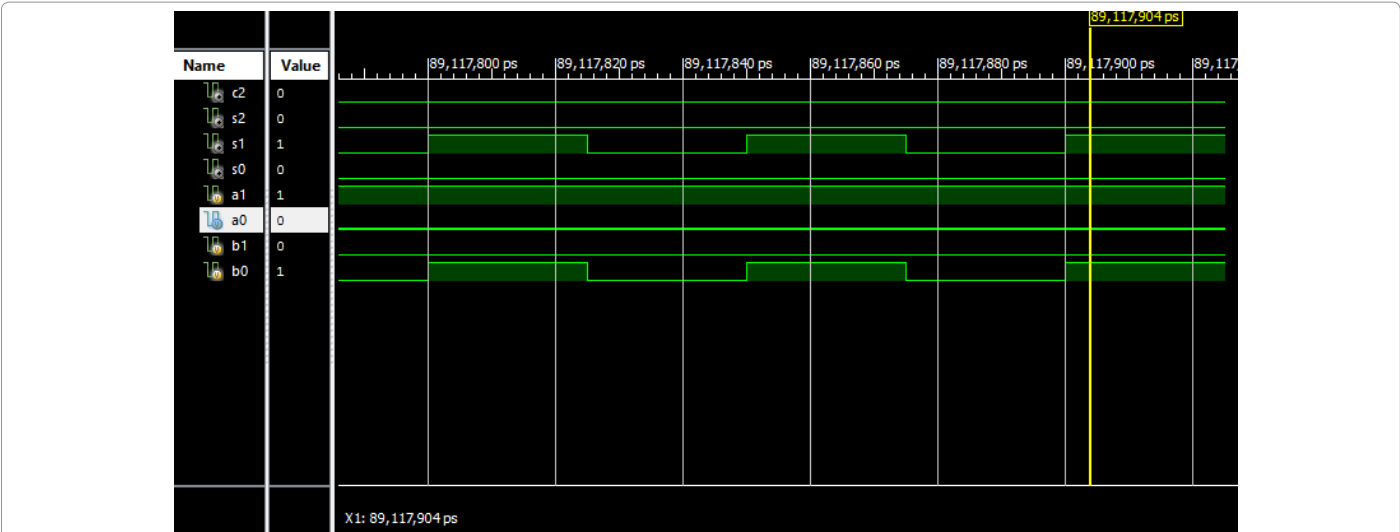 89,117,904 ps
Name Value
89,117,800 ps 89,117,820 ps 89,117,840 ps 89,117,860 ps 89,117,880 ps 89,117,900 ps 89,117
c2 0
s2 0
s1 1
s0 0
a1 1
a0 0
b1 0
b0 1
X1: 89,117,904 ps